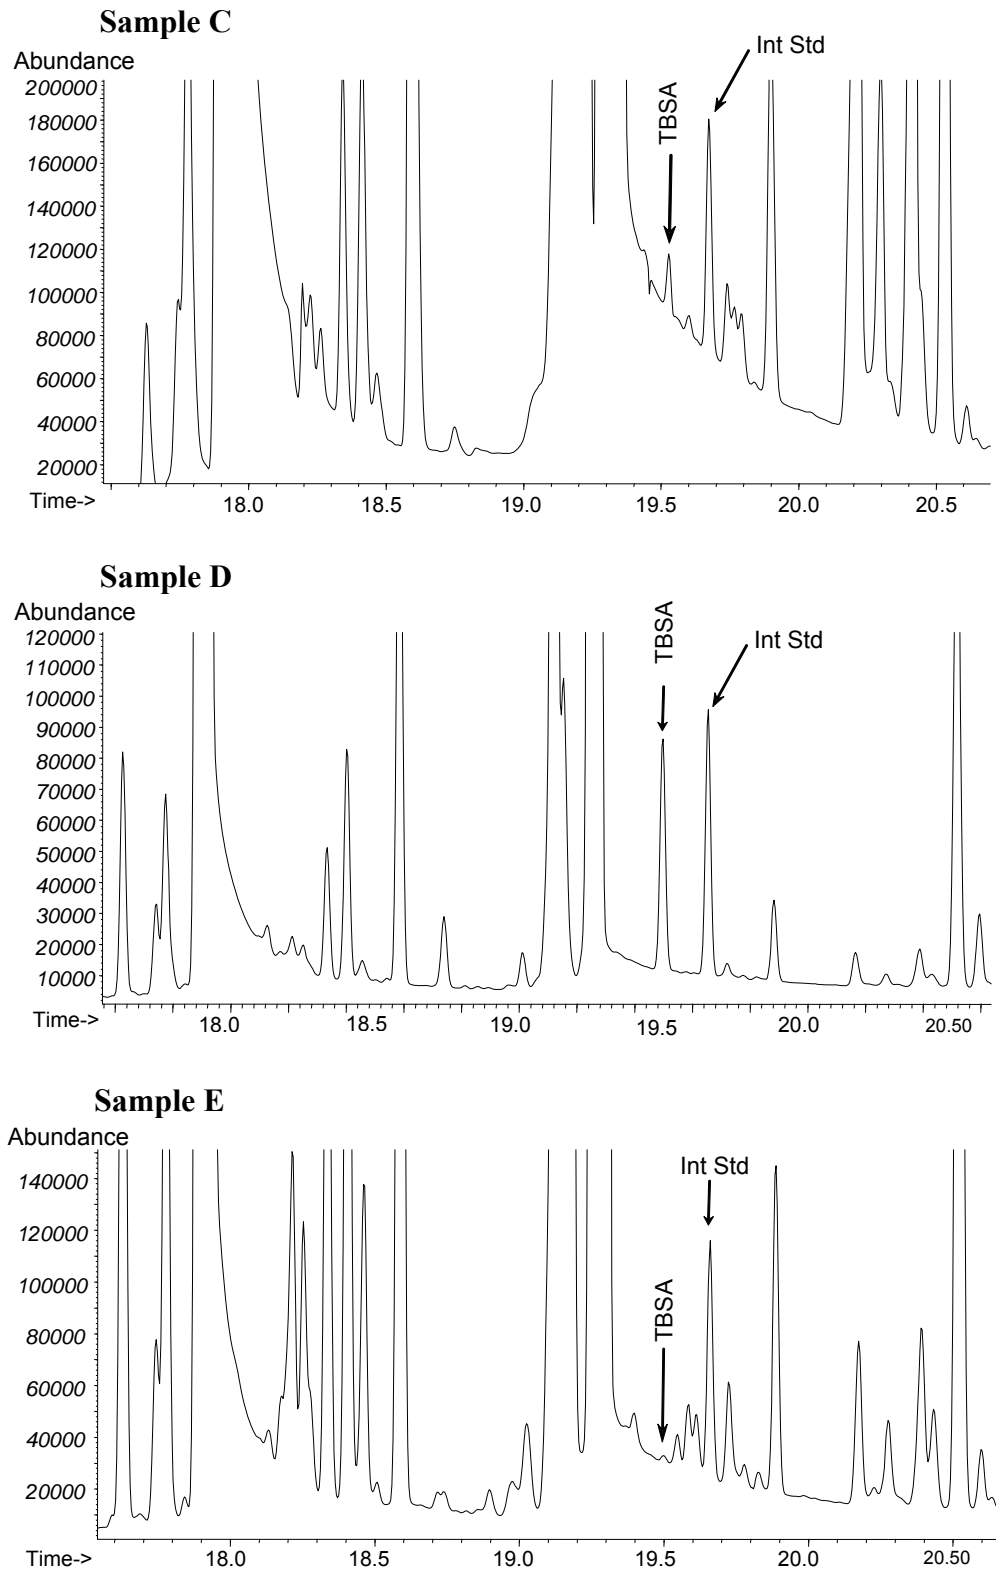 Sample C
Abundance
Int Std
TBSA
200000
180000
160000
140000
120000
100000
80000
60000
40000
20000
Time->
18.0 18.5 19.0 19.5 20.0 20.5
Sample D
Abundance
TBSA
Int Std
120000
110000
100000
90000
80000
70000
60000
50000
40000
30000
20000
10000
Time->
18.0 18.5 19.0 19.5 20.0 20.50
Sample E
Abundance
Int Std
TBSA
140000
120000
100000
80000
60000
40000
20000
Time->
18.0 18.5 19.0 19.5 20.0 20.50